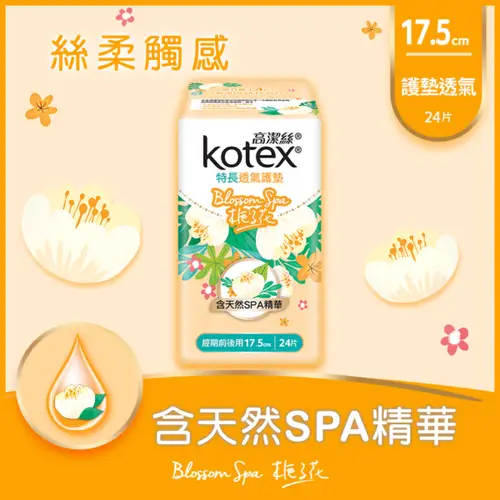 絲柔觸感
17.5cm
護墊透氣
24片
高潔絲®
kotex®
特長透氣護墊
Blossom Spa
梔子花
含天然SPA精華
經期前後用17.5cm
24片
含天然SPA精華
Blossom Spa 梔子花